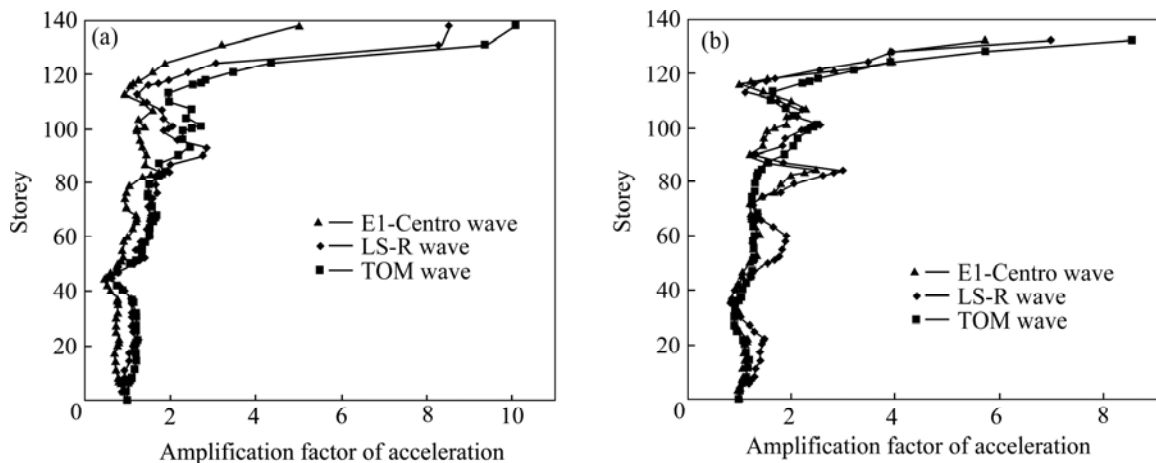 (a)
140
120
100
80
60
40
20
0
2
4
6
8
10
Storey
Amplification factor of acceleration
E1-Centro wave
LS-R wave
TOM wave
(b)
140
120
100
80
60
40
20
0
2
4
6
8
Storey
Amplification factor of acceleration
E1-Centro wave
LS-R wave
TOM wave